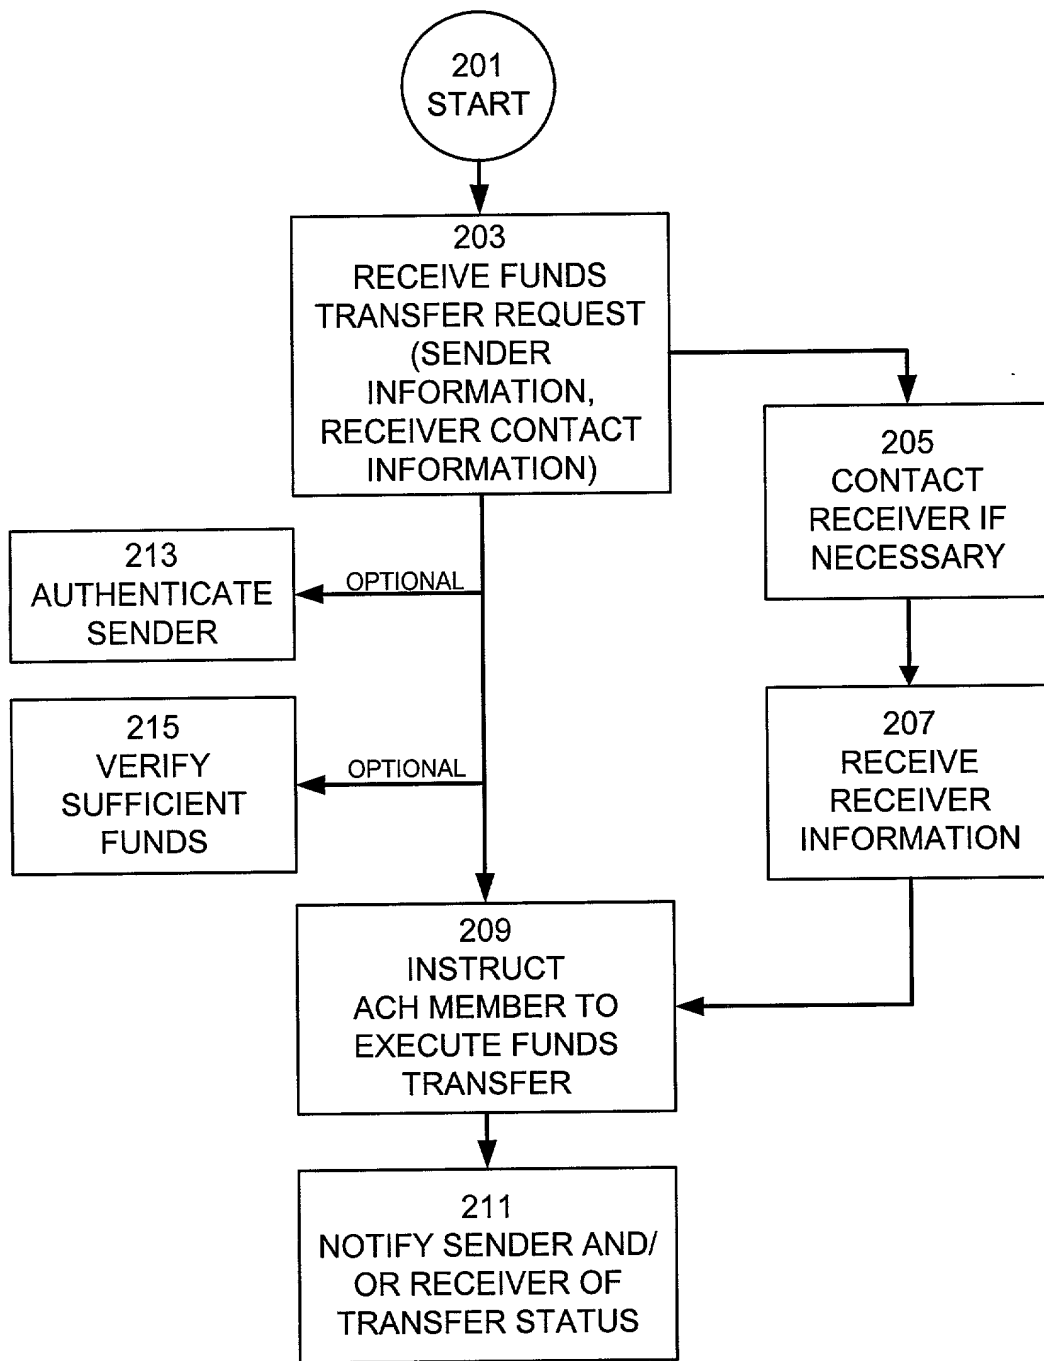 201
START
203
RECEIVE FUNDS
TRANSFER REQUEST
(SENDER
INFORMATION,
RECEIVER CONTACT
INFORMATION)
205
CONTACT
RECEIVER IF
NECESSARY
213
AUTHENTICATE
SENDER
OPTIONAL
215
VERIFY
SUFFICIENT
FUNDS
OPTIONAL
207
RECEIVE
RECEIVER
INFORMATION
209
INSTRUCT
ACH MEMBER TO
EXECUTE FUNDS
TRANSFER
211
NOTIFY SENDER AND/
OR RECEIVER OF
TRANSFER STATUS